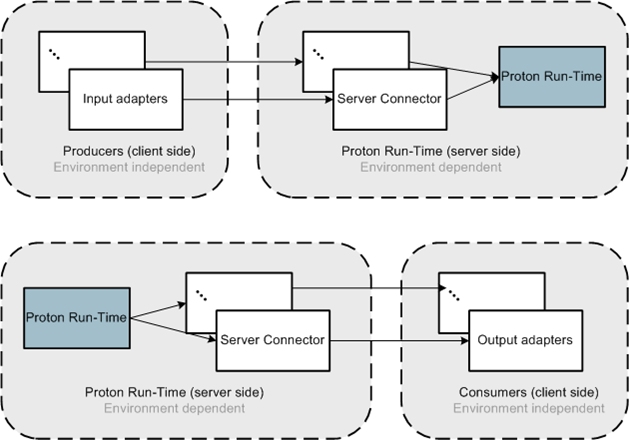 Input adapters
Server Connector
Proton Run-Time
Producers (client side)
Environment independent
Proton Run-Time (server side)
Environment dependent
Proton Run-Time
Server Connector
Output adapters
Proton Run-Time (server side)
Environment dependent
Consumers (client side)
Environment independent